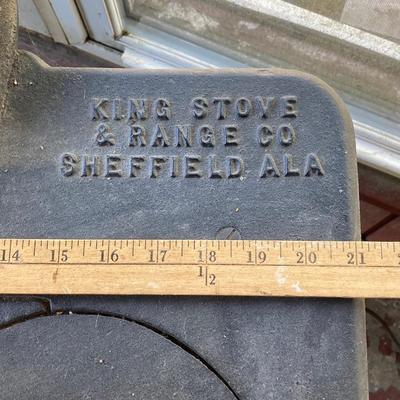 KING STOVE
& RANGE CO
SHEFFIELD ALA
14 15 16 17 18 19 20 21
1/2